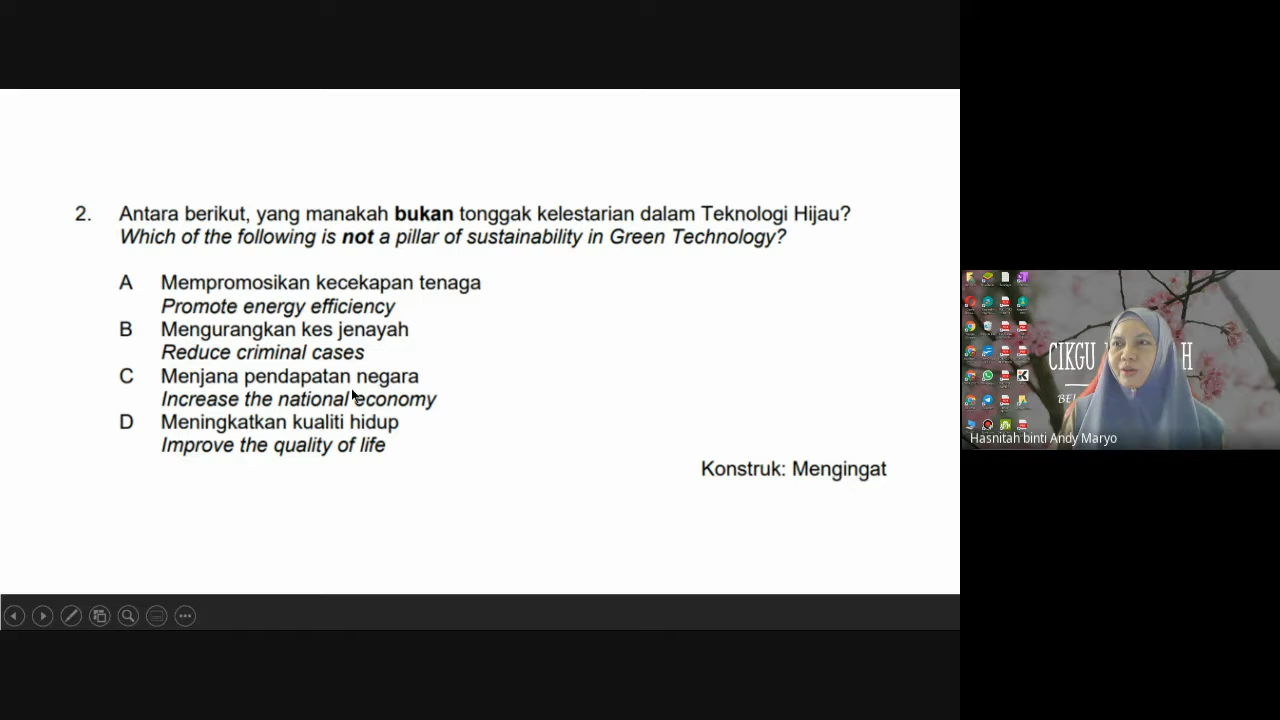 2. Antara berikut, yang manakah bukan tonggak kelestarian dalam Teknologi Hijau?
Which of the following is not a pillar of sustainability in Green Technology?
A Mempromosikan kecekapan tenaga
Promote energy efficiency
B Mengurangkan kes jenayah
Reduce criminal cases
C Menjana pendapatan negara
Increase the national economy
D Meningkatkan kualiti hidup
Improve the quality of life
Konstruk: Mengingat
CIKGU
Hasnitah binti Andy Maryo